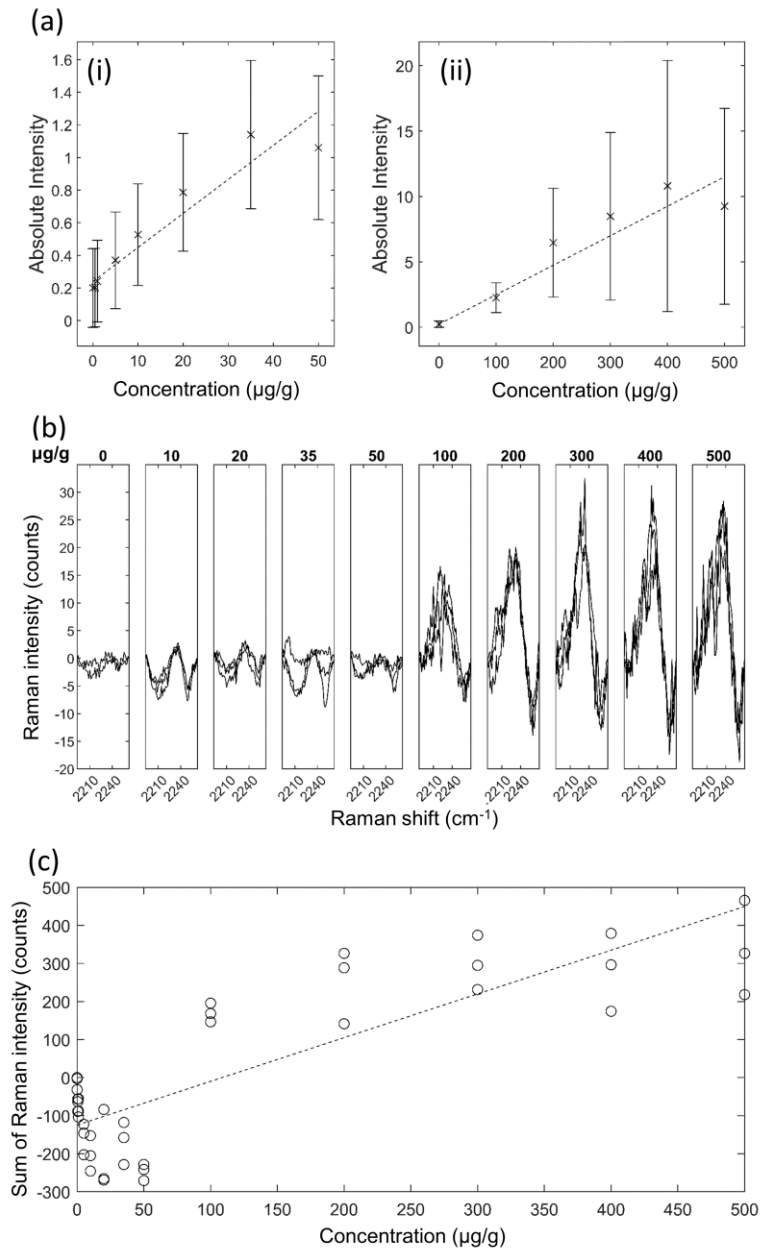 (a)
(i)
(ii)
Absolute Intensity
1.6
1.4
1.2
1
0.8
0.6
0.4
0.2
0
0 10 20 30 40 50
Concentration (µg/g)
Absolute Intensity
20
15
10
5
0
0 100 200 300 400 500
Concentration (µg/g)
(b)
µg/g 0 10 20 35 50 100 200 300 400 500
Raman intensity (counts)
30
25
20
15
10
5
0
-5
-10
-15
-20
2210 2240 2210 2240 2210 2240 2210 2240 2210 2240 2210 2240 2210 2240 2210 2240 2210 2240 2210 2240
Raman shift (cm⁻¹)
(c)
Sum of Raman intensity (counts)
500
400
300
200
100
0
-100
-200
-300
0 50 100 150 200 250 300 350 400 450 500
Concentration (µg/g)